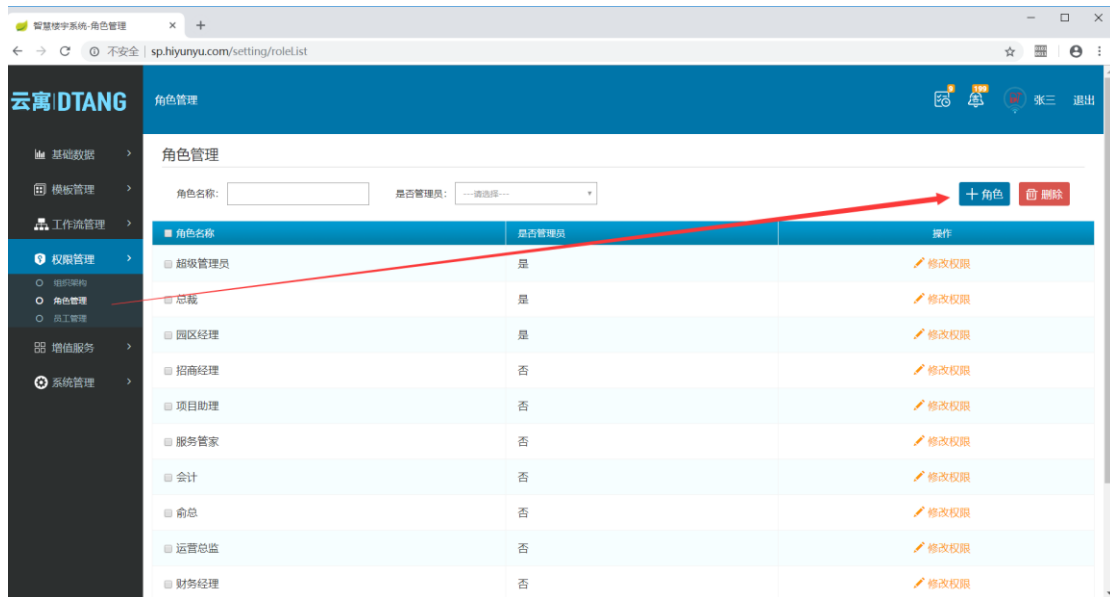 智慧楼宇系统-角色管理
不安全 | sp.hiyunyu.com/setting/roleList
云寓|DTANG
角色管理
9
199
张三
退出
基础数据
模板管理
工作流管理
权限管理
组织架构
角色管理
员工管理
增值服务
系统管理
角色管理
角色名称：
是否管理员： ---请选择---
角色
删除
角色名称 是否管理员 操作
超级管理员 是 修改权限
总裁 是 修改权限
园区经理 是 修改权限
招商经理 否 修改权限
项目助理 否 修改权限
服务管家 否 修改权限
会计 否 修改权限
俞总 否 修改权限
运营总监 否 修改权限
财务经理 否 修改权限